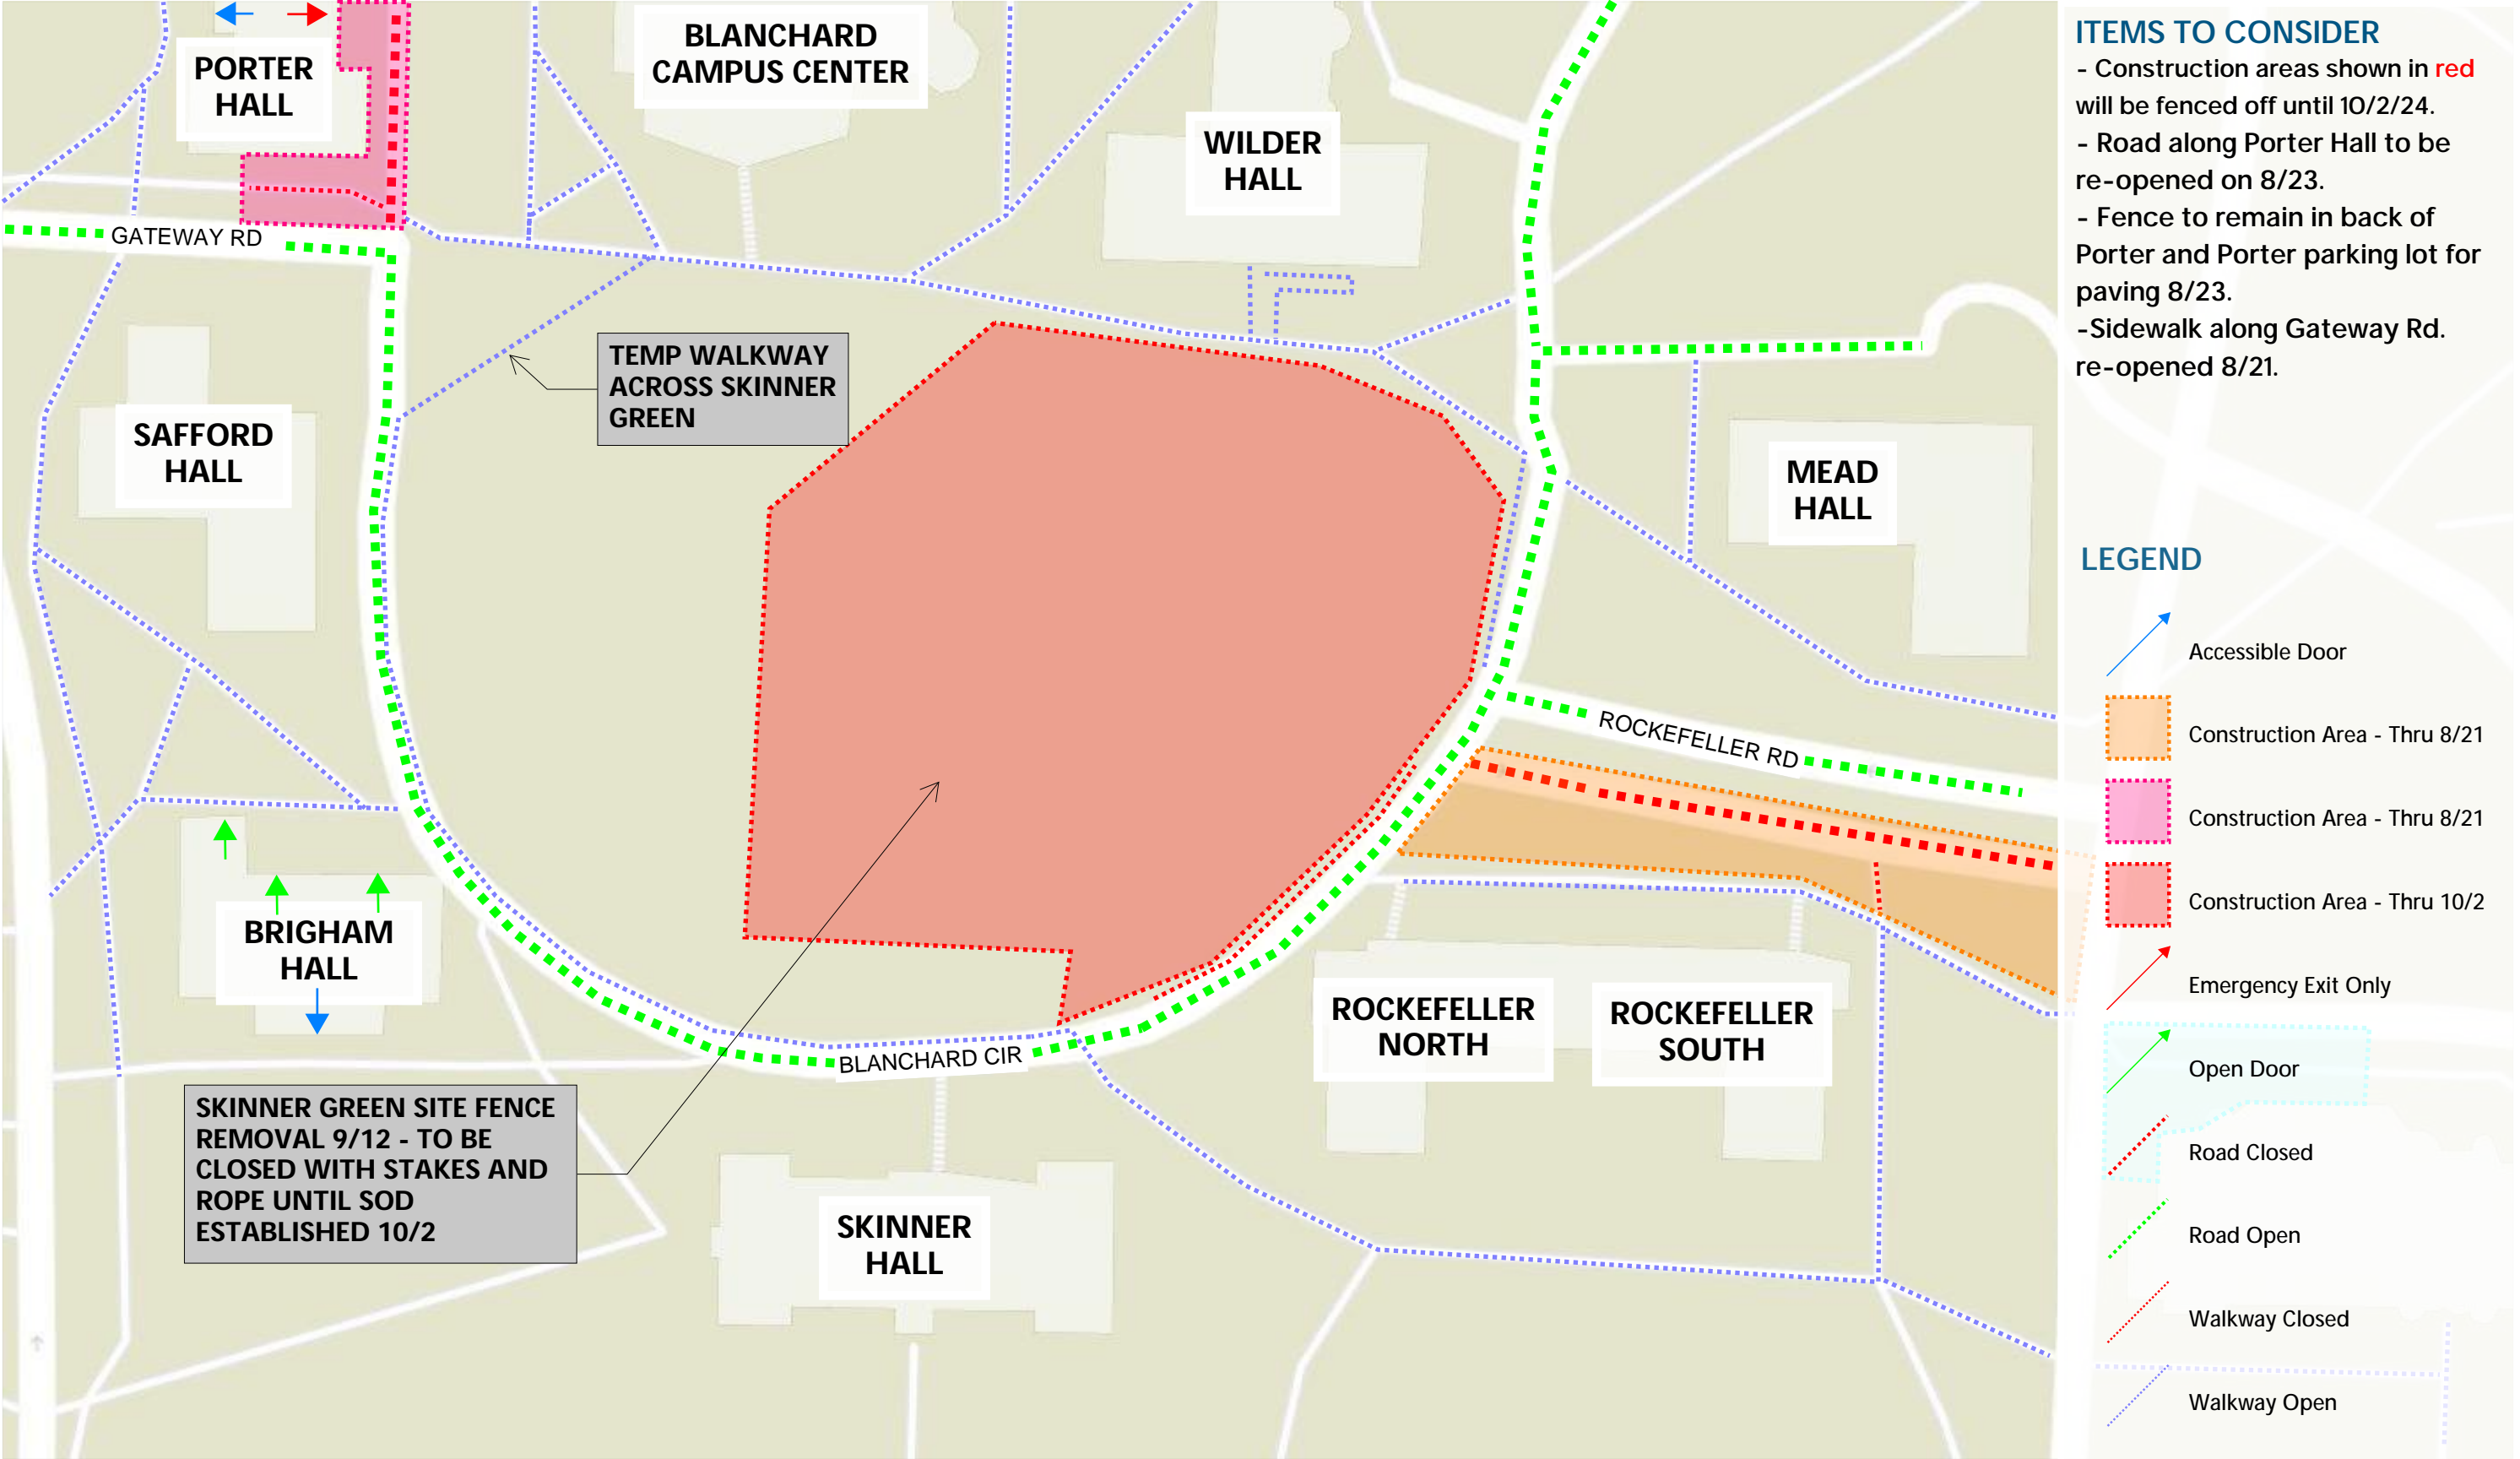 PORTER
HALL
BLANCHARD
CAMPUS CENTER
WILDER
HALL
GATEWAY RD
TEMP WALKWAY
ACROSS SKINNER
GREEN
SAFFORD
HALL
MEAD
HALL
ROCKEFELLER RD
BRIGHAM
HALL
BLANCHARD CIR
ROCKEFELLER
NORTH
ROCKEFELLER
SOUTH
SKINNER GREEN SITE FENCE
REMOVAL 9/12 - TO BE
CLOSED WITH STAKES AND
ROPE UNTIL SOD
ESTABLISHED 10/2
SKINNER
HALL
ITEMS TO CONSIDER
- Construction areas shown in red
will be fenced off until 10/2/24.
- Road along Porter Hall to be
re-opened on 8/23.
- Fence to remain in back of
Porter and Porter parking lot for
paving 8/23.
-Sidewalk along Gateway Rd.
re-opened 8/21.
LEGEND
Accessible Door
Construction Area - Thru 8/21
Construction Area - Thru 8/21
Construction Area - Thru 10/2
Emergency Exit Only
Open Door
Road Closed
Road Open
Walkway Closed
Walkway Open